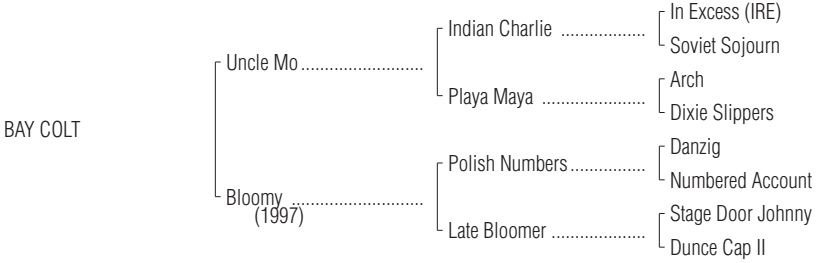 In Excess (IRE)
Indian Charlie ...................
Soviet Sojourn
Uncle Mo ..........................
Arch
Playa Maya ......................
Dixie Slippers
BAY COLT
Danzig
Polish Numbers ................
Numbered Account
Bloomy ............................
(1997)
Stage Door Johnny
Late Bloomer ....................
Dunce Cap II